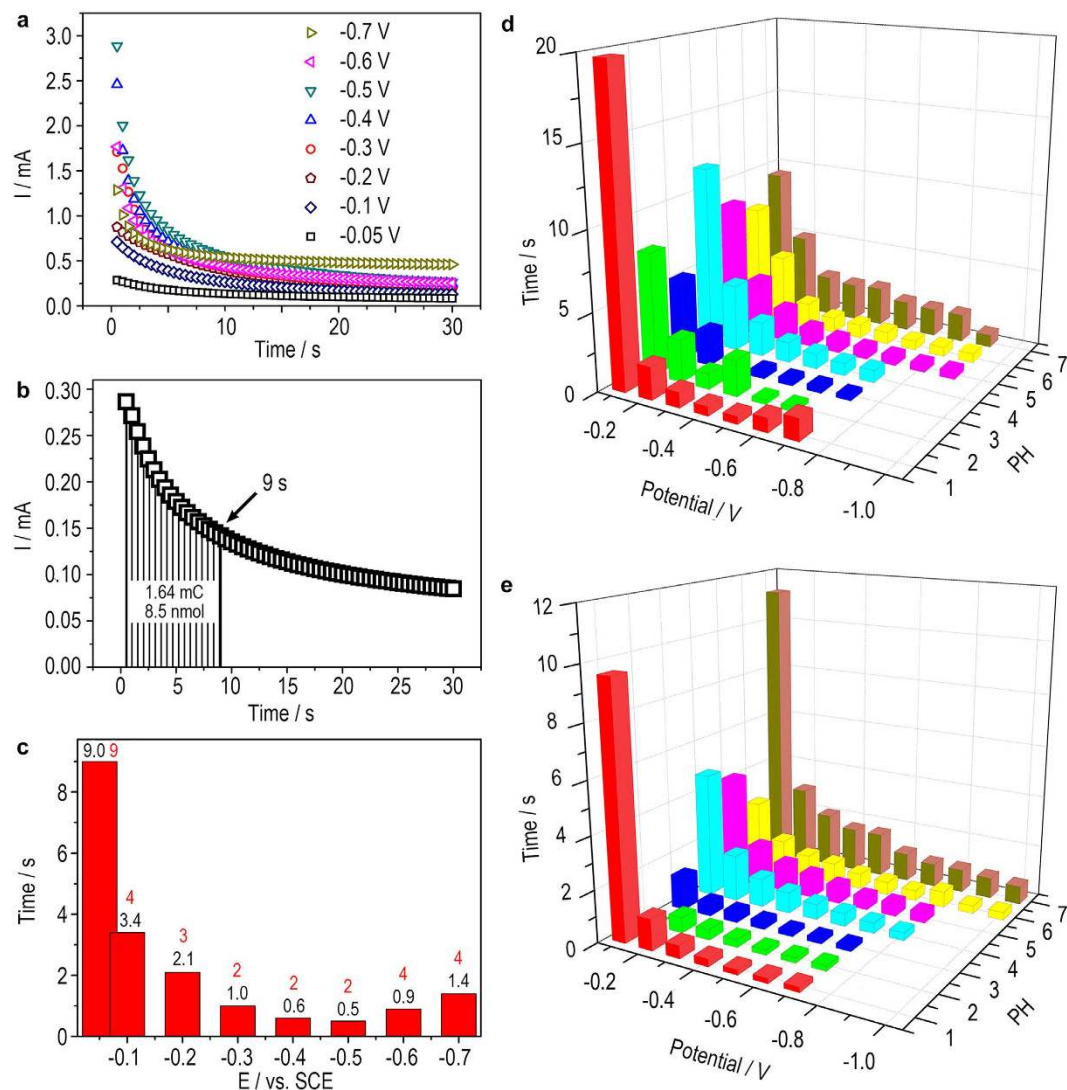 a
3.0
2.5
2.0
1.5
1.0
0.5
0.0
I / mA
-0.7 V
-0.6 V
-0.5 V
-0.4 V
-0.3 V
-0.2 V
-0.1 V
-0.05 V
0 10 20 30
Time / s
b
0.30
0.25
0.20
0.15
0.10
0.05
0.00
I / mA
9 s
1.64 mC
8.5 nmol
0 5 10 15 20 25 30
Time / s
c
8
6
4
2
0
Time / s
9.0 9
4
3.4
3
2.1
2
1.0
2
0.6
2
0.5
4
0.9
4
1.4
-0.1 -0.2 -0.3 -0.4 -0.5 -0.6 -0.7
E / vs. SCE
d
20
15
10
5
0
Time / s
-0.2
-0.4
-0.6
-0.8
-1.0
Potential / V
1
2
3
4
5
6
7
PH
e
12
10
8
6
4
2
0
Time / s
-0.2
-0.4
-0.6
-0.8
-1.0
Potential / V
1
2
3
4
5
6
7
PH